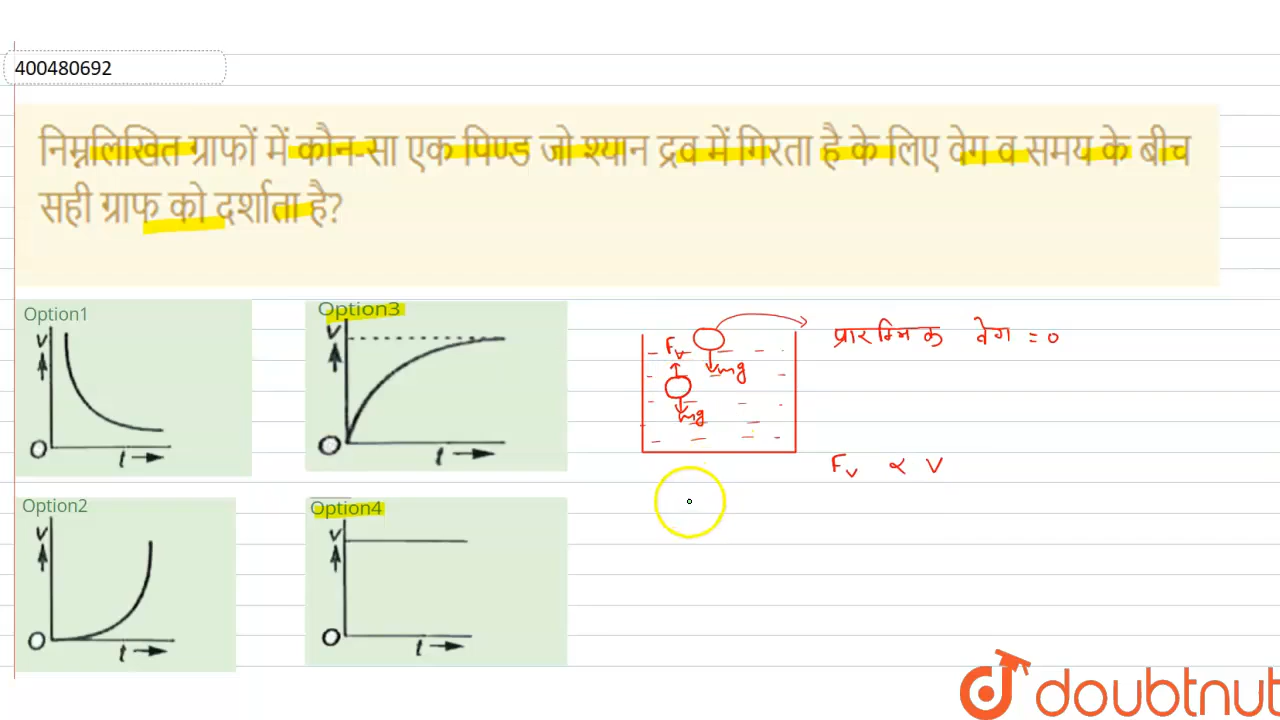 400480692
निम्नलिखित ग्राफों में कौन-सा एक पिण्ड जो श्यान द्रव में गिरता है के लिए वेग व समय के बीच
सही ग्राफ को दर्शाता है?
Option1
V
O
t
Option3
V
O
t
Option2
V
O
t
Option4
V
O
t
Fv
mg
mg
प्रारम्भिक वेग = 0
Fv ∝ V
doubtnut